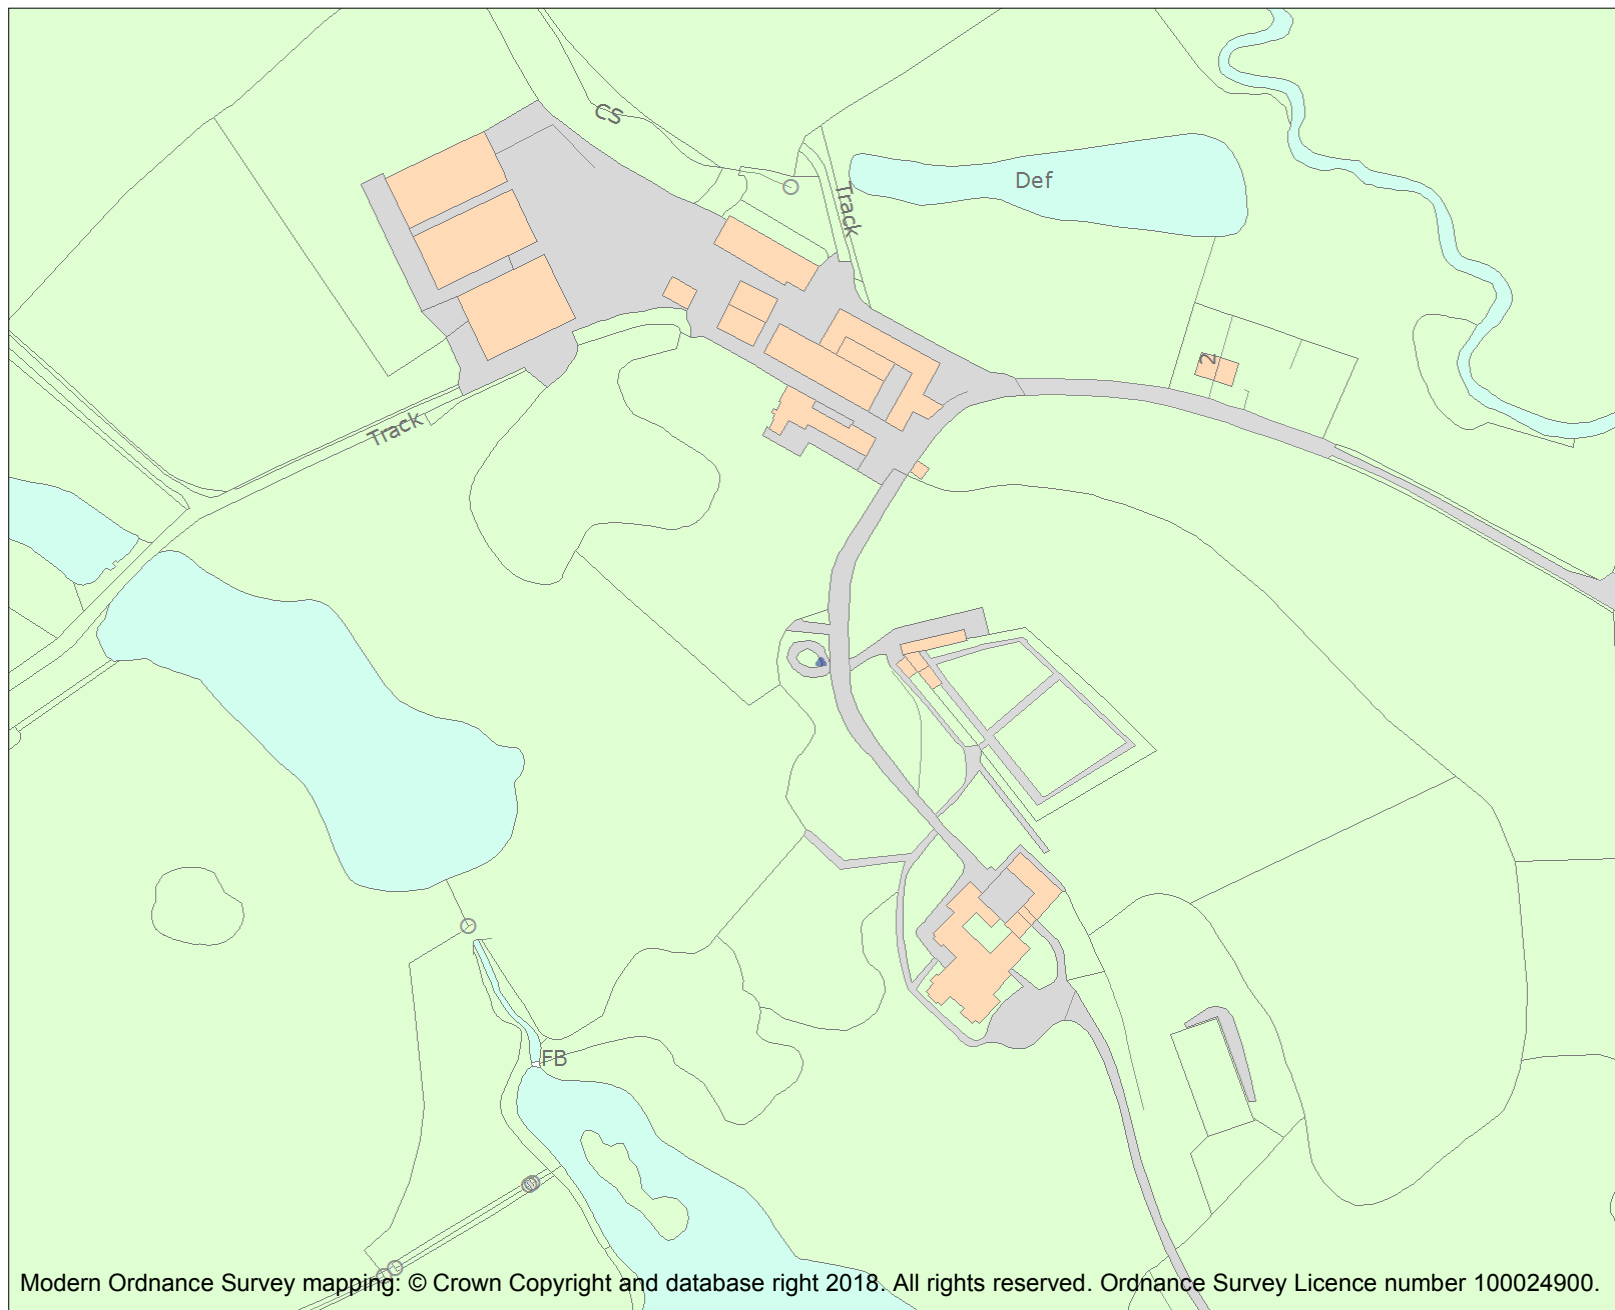 CS
Track
Def
2
Track
FB
Modern Ordnance Survey mapping: © Crown Copyright and database right 2018. All rights reserved. Ordnance Survey Licence number 100024900.